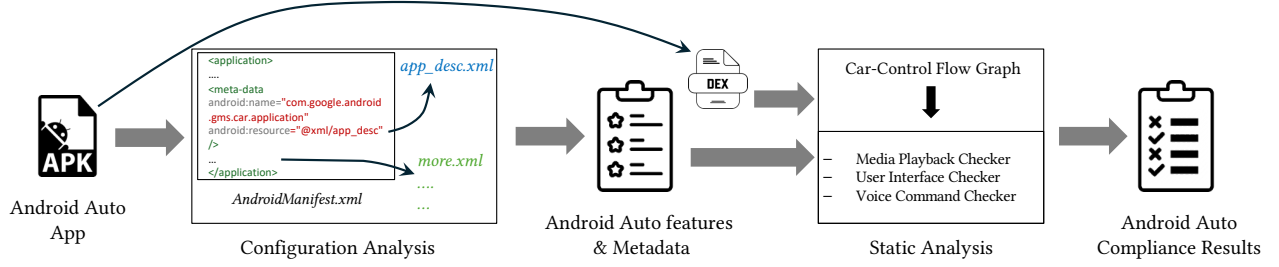 APK
Android Auto
App
<application>
....
<meta-data
android:name="com.google.android
.gms.car.application"
android:resource="@xml/app_desc"
/>
...
</application>
AndroidManifest.xml
app_desc.xml
more.xml
....
...
Configuration Analysis
Android Auto features
& Metadata
DEX
Car-Control Flow Graph
– Media Playback Checker
– User Interface Checker
– Voice Command Checker
Static Analysis
Android Auto
Compliance Results